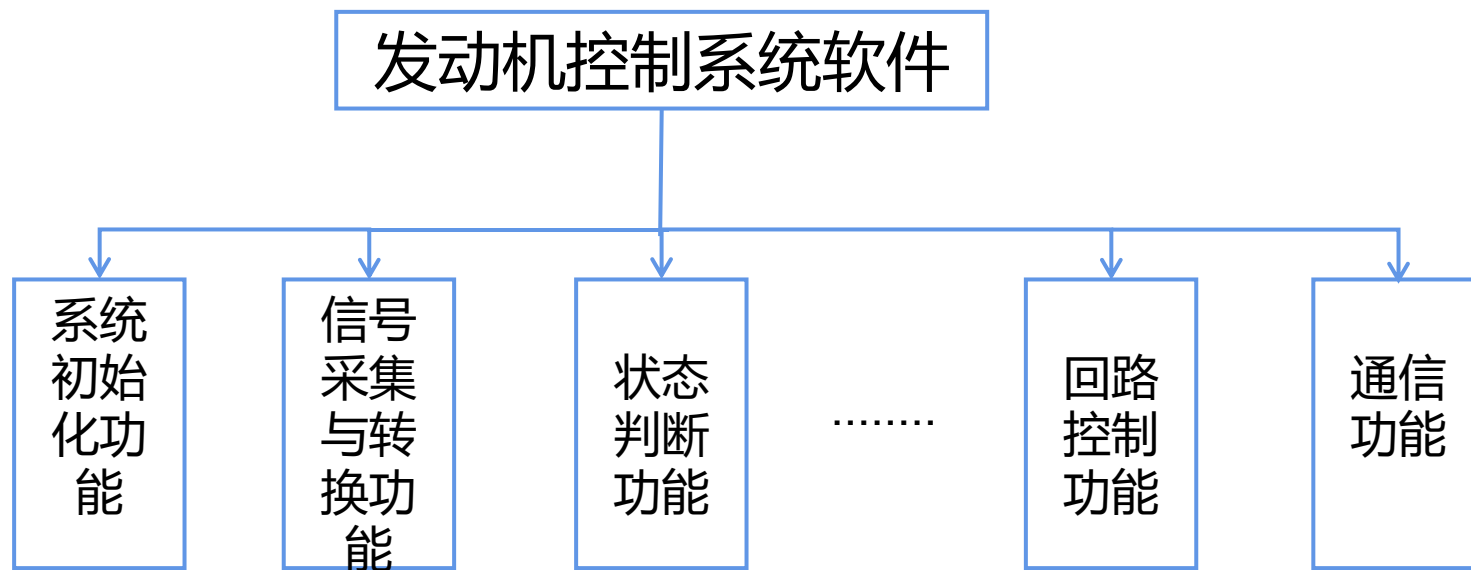 发动机控制系统软件
系统
初始
化功
能
信号
采集
与转
换功
能
状态
判断
功能
........
回路
控制
功能
通信
功能